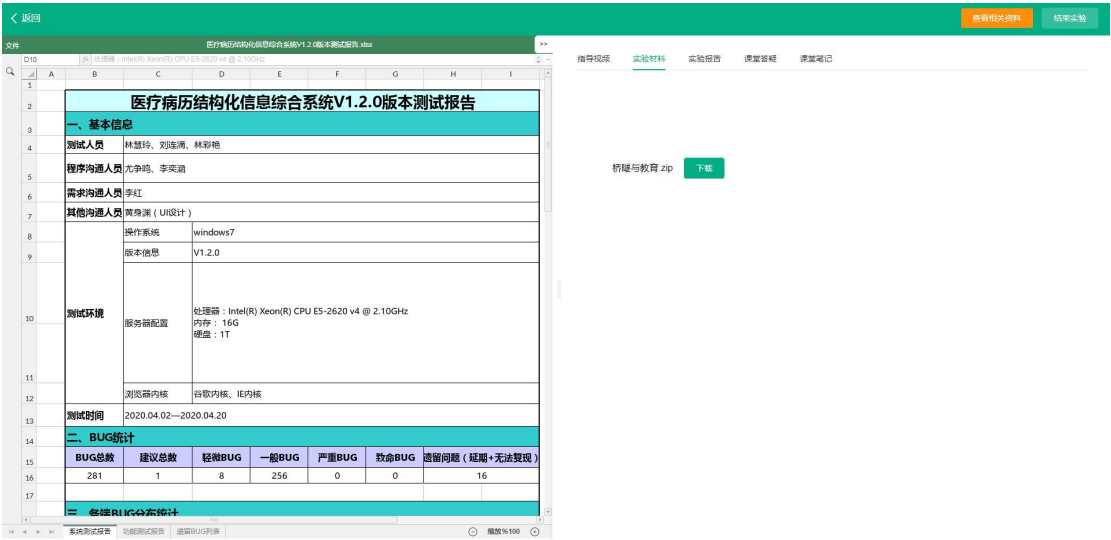 返回
查看相关资料
结束实验
文件
医疗病历结构化信息综合系统V1.2.0版本测试报告.xlsx
>>
D10 fx 处理器：Intel(R) Xeon(R) CPU E5-2620 v4 @ 2.10GHz
A B C D E F G H I
1
2 医疗病历结构化信息综合系统V1.2.0版本测试报告
3 一、基本信息
4 测试人员 林慧玲、刘连滴、林彩艳
5 程序沟通人员 尤争鸣、李奕涵
6 需求沟通人员 李红
7 其他沟通人员 黄身渊（UI设计）
8 操作系统 windows7
9 版本信息 V1.2.0
10 测试环境 服务器配置 处理器：Intel(R) Xeon(R) CPU E5-2620 v4 @ 2.10GHz
内存： 16G
硬盘：1T
11
12 浏览器内核 谷歌内核、IE内核
13 测试时间 2020.04.02—2020.04.20
14 二、BUG统计
15 BUG总数 建议总数 轻微BUG 一般BUG 严重BUG 致命BUG 遗留问题（延期+无法复现）
16 281 1 8 256 0 0 16
17
三、各端BUG分布统计
系统测试报告 功能测试报告 遗留BUG列表
缩放%100
指导视频 实验材料 实验报告 课堂答疑 课堂笔记
桥隧与教育.zip 下载